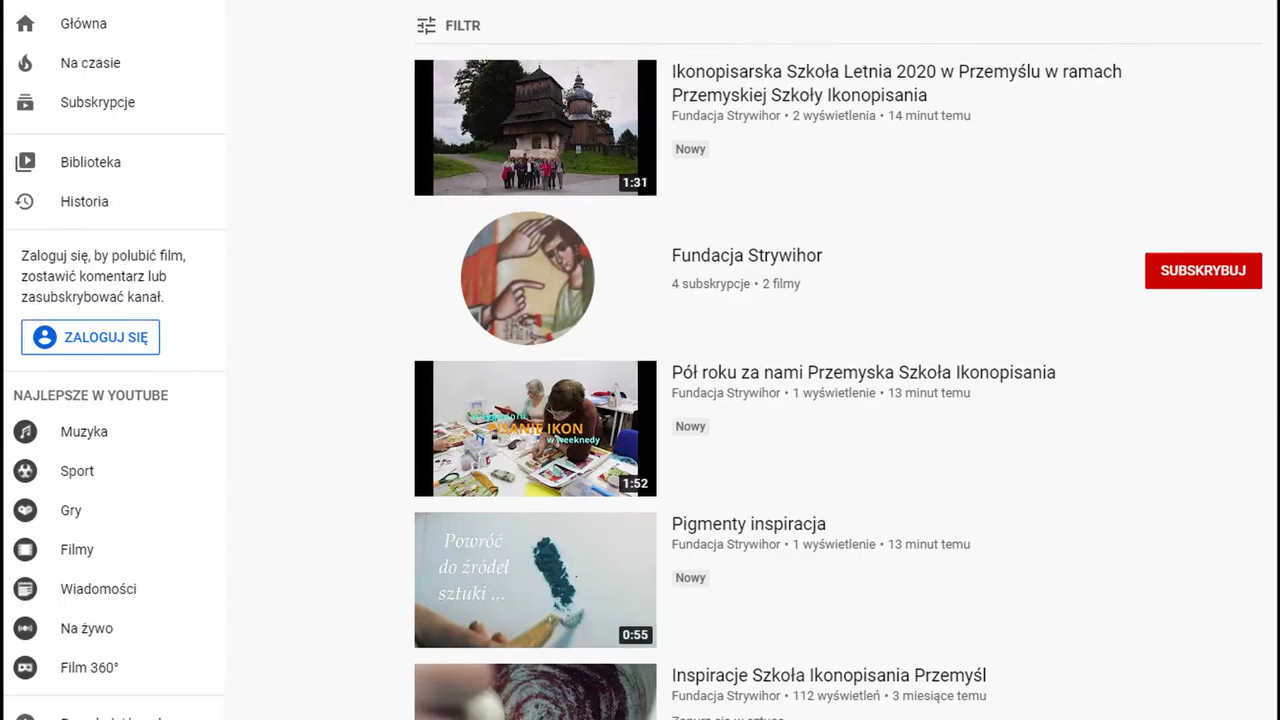 Główna
Na czasie
Subskrypcje
Biblioteka
Historia
Zaloguj się, by polubić film,
zostawić komentarz lub
zasubskrybować kanał.
ZALOGUJ SIĘ
NAJLEPSZE W YOUTUBE
Muzyka
Sport
Gry
Filmy
Wiadomości
Na żywo
Film 360°
FILTR
1:31
Ikonopisarska Szkoła Letnia 2020 w Przemyślu w ramach
Przemyskiej Szkoły Ikonopisania
Fundacja Strywihor • 2 wyświetlenia • 14 minut temu
Nowy
Fundacja Strywihor
4 subskrypcje • 2 filmy
SUBSKRYBUJ
PISANIE IKON
w weeknedy
1:52
Pół roku za nami Przemyska Szkoła Ikonopisania
Fundacja Strywihor • 1 wyświetlenie • 13 minut temu
Nowy
Powróć
do źródeł
sztuki ...
0:55
Pigmenty inspiracja
Fundacja Strywihor • 1 wyświetlenie • 13 minut temu
Nowy
Inspiracje Szkoła Ikonopisania Przemyśl
Fundacja Strywihor • 112 wyświetleń • 3 miesiące temu